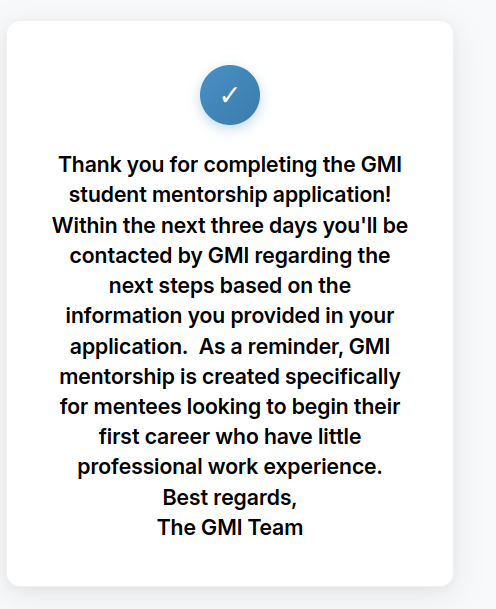 ✓
Thank you for completing the GMI
student mentorship application!
Within the next three days you'll be
contacted by GMI regarding the
next steps based on the
information you provided in your
application.  As a reminder, GMI
mentorship is created specifically
for mentees looking to begin their
first career who have little
professional work experience.
Best regards,
The GMI Team